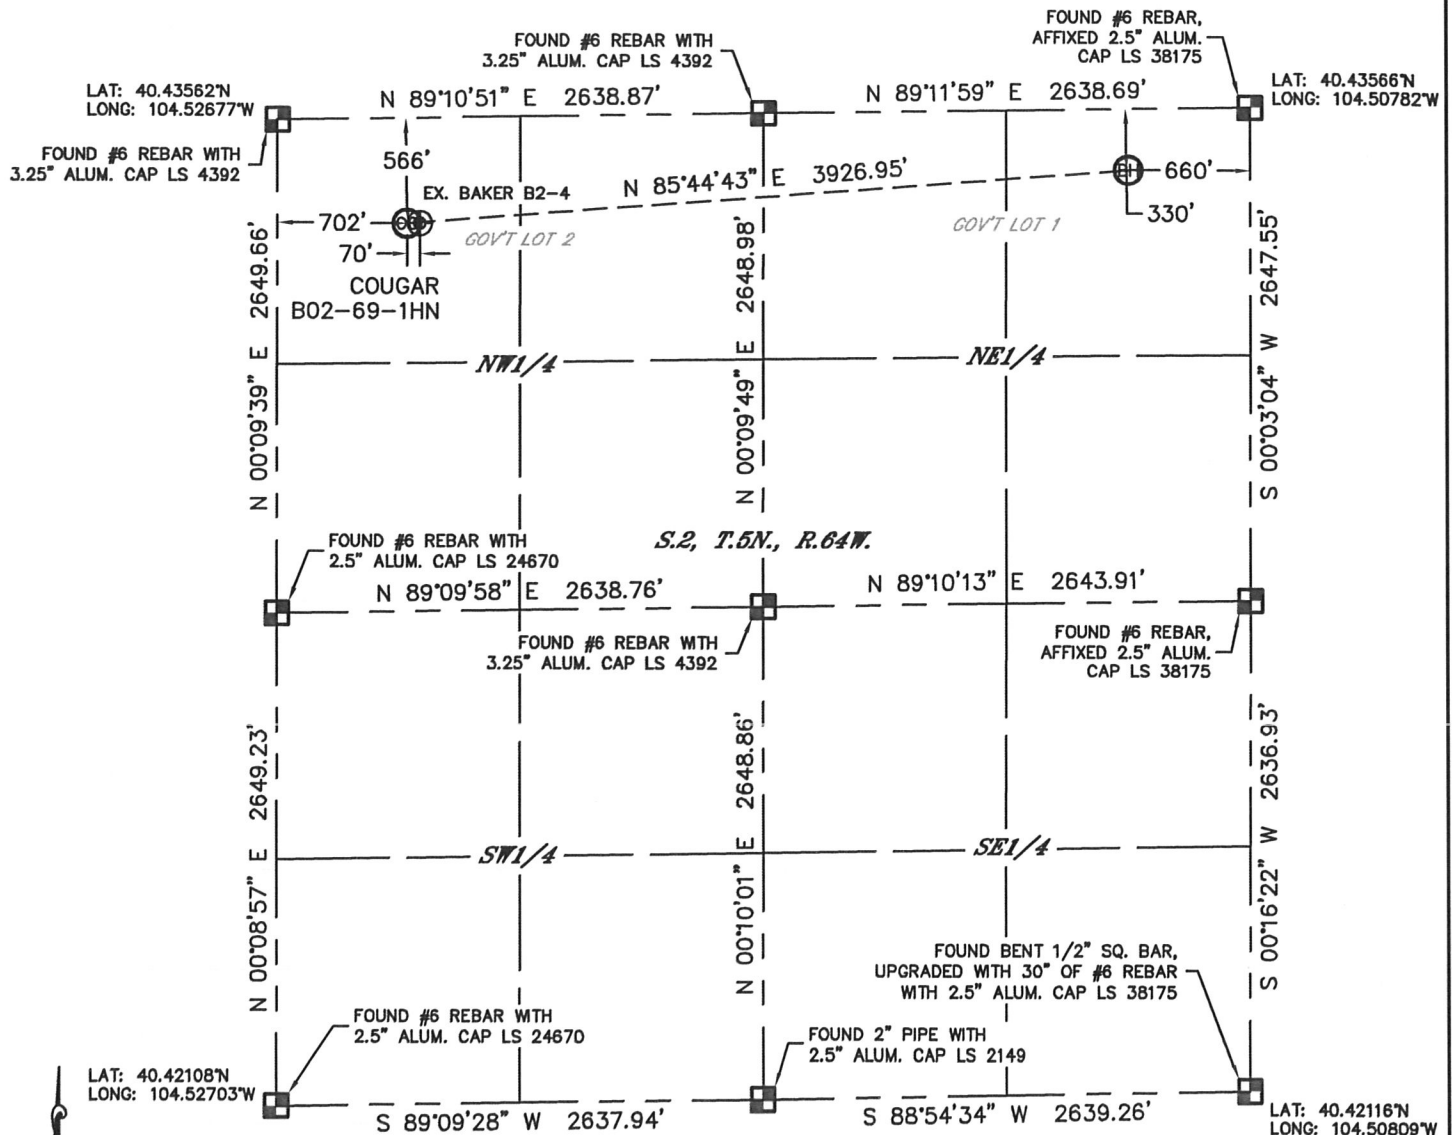 FOUND #6 REBAR,
AFFIXED 2.5" ALUM.
CAP LS 38175
FOUND #6 REBAR WITH
3.25" ALUM. CAP LS 4392
LAT: 40.43562°N
LONG: 104.52677°W
N 89°10'51" E 2638.87'
N 89°11'59" E 2638.69'
LAT: 40.43566°N
LONG: 104.50782°W
FOUND #6 REBAR WITH
3.25" ALUM. CAP LS 4392
566'
EX. BAKER B2-4
N 85°44'43" E 3926.95'
BH
660'
702'
330'
GOV'T LOT 2
GOV'T LOT 1
70'
COUGAR
B02-69-1HN
N 00°09'39" E 2649.66'
N 00°09'49" E 2648.98'
S 00°03'04" W 2647.55'
NW1/4
NE1/4
FOUND #6 REBAR WITH
2.5" ALUM. CAP LS 24670
S.2, T.5N., R.64W.
N 89°09'58" E 2638.76'
N 89°10'13" E 2643.91'
FOUND #6 REBAR WITH
3.25" ALUM. CAP LS 4392
FOUND #6 REBAR,
AFFIXED 2.5" ALUM.
CAP LS 38175
N 00°08'57" E 2649.23'
N 00°10'01" E 2648.86'
S 00°16'22" W 2636.93'
SW1/4
SE1/4
FOUND BENT 1/2" SQ. BAR,
UPGRADED WITH 30" OF #6 REBAR
WITH 2.5" ALUM. CAP LS 38175
FOUND #6 REBAR WITH
2.5" ALUM. CAP LS 24670
FOUND 2" PIPE WITH
2.5" ALUM. CAP LS 2149
LAT: 40.42108°N
LONG: 104.52703°W
S 89°09'28" W 2637.94'
S 88°54'34" W 2639.26'
LAT: 40.42116°N
LONG: 104.50809°W